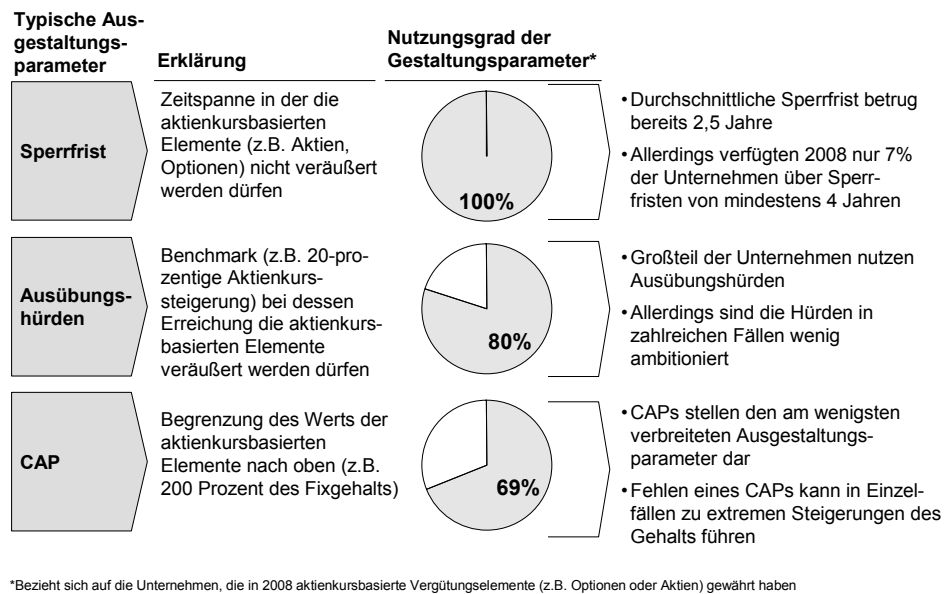 Typische Aus-
gestaltungs-
parameter
Erklärung
Nutzungsgrad der
Gestaltungsparameter*
Sperrfrist
Zeitspanne in der die
aktienkursbasierten
Elemente (z.B. Aktien,
Optionen) nicht veräußert
werden dürfen
100%
•Durchschnittliche Sperrfrist betrug
bereits 2,5 Jahre
•Allerdings verfügten 2008 nur 7%
der Unternehmen über Sperr-
fristen von mindestens 4 Jahren
Ausübungs-
hürden
Benchmark (z.B. 20-pro-
zentige Aktienkurs-
steigerung) bei dessen
Erreichung die aktienkurs-
basierten Elemente
veräußert werden dürfen
80%
•Großteil der Unternehmen nutzen
Ausübungshürden
•Allerdings sind die Hürden in
zahlreichen Fällen wenig
ambitioniert
CAP
Begrenzung des Werts der
aktienkursbasierten
Elemente nach oben (z.B.
200 Prozent des Fixgehalts)
69%
•CAPs stellen den am wenigsten
verbreiteten Ausgestaltungs-
parameter dar
•Fehlen eines CAPs kann in Einzel-
fällen zu extremen Steigerungen des
Gehalts führen
*Bezieht sich auf die Unternehmen, die in 2008 aktienkursbasierte Vergütungselemente (z.B. Optionen oder Aktien) gewährt haben